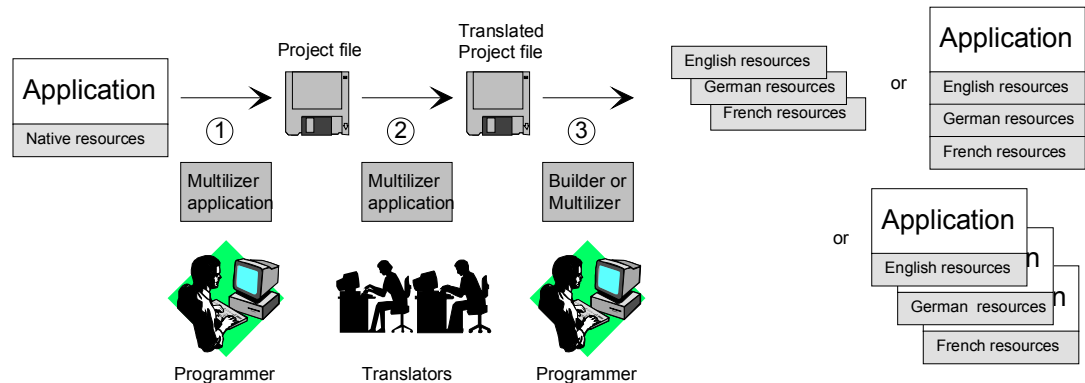 Application
Native resources
1
Multilizer
application
Programmer
Project file
2
Multilizer
application
Translators
Translated
Project file
3
Builder or
Multilizer
Programmer
English resources
German resources
French resources
or
Application
English resources
German resources
French resources
or
Application
English resources
n
German resources
n
French resources